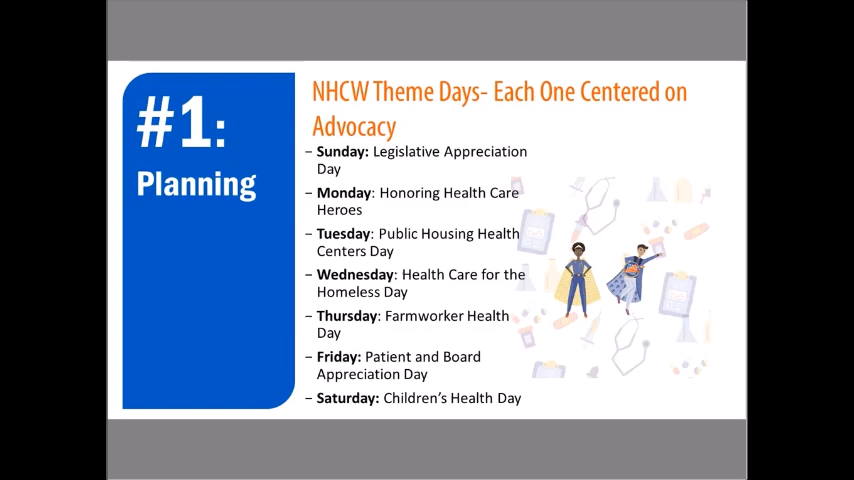 #1:
Planning
NHCW Theme Days- Each One Centered on
Advocacy
– Sunday: Legislative Appreciation
Day
– Monday: Honoring Health Care
Heroes
– Tuesday: Public Housing Health
Centers Day
– Wednesday: Health Care for the
Homeless Day
– Thursday: Farmworker Health
Day
– Friday: Patient and Board
Appreciation Day
– Saturday: Children’s Health Day